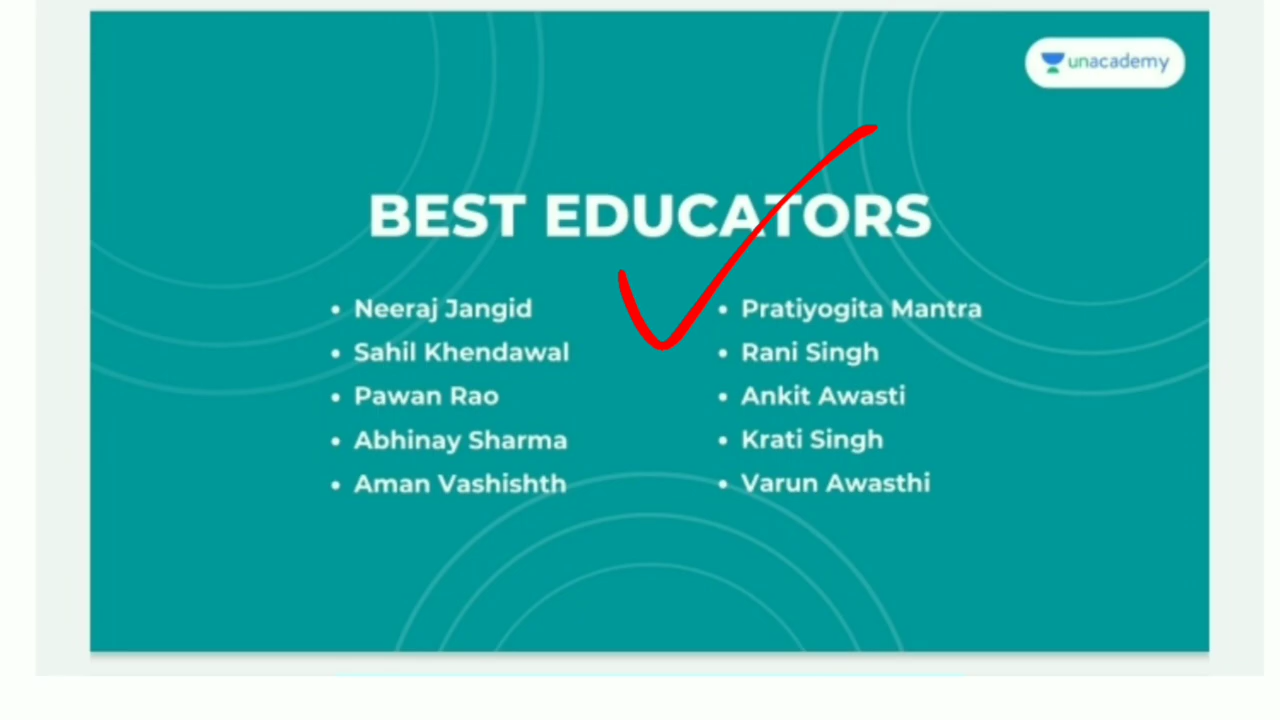 unacademy
BEST EDUCATORS
• Neeraj Jangid
• Sahil Khendawal
• Pawan Rao
• Abhinay Sharma
• Aman Vashishth
• Pratiyogita Mantra
• Rani Singh
• Ankit Awasti
• Krati Singh
• Varun Awasthi